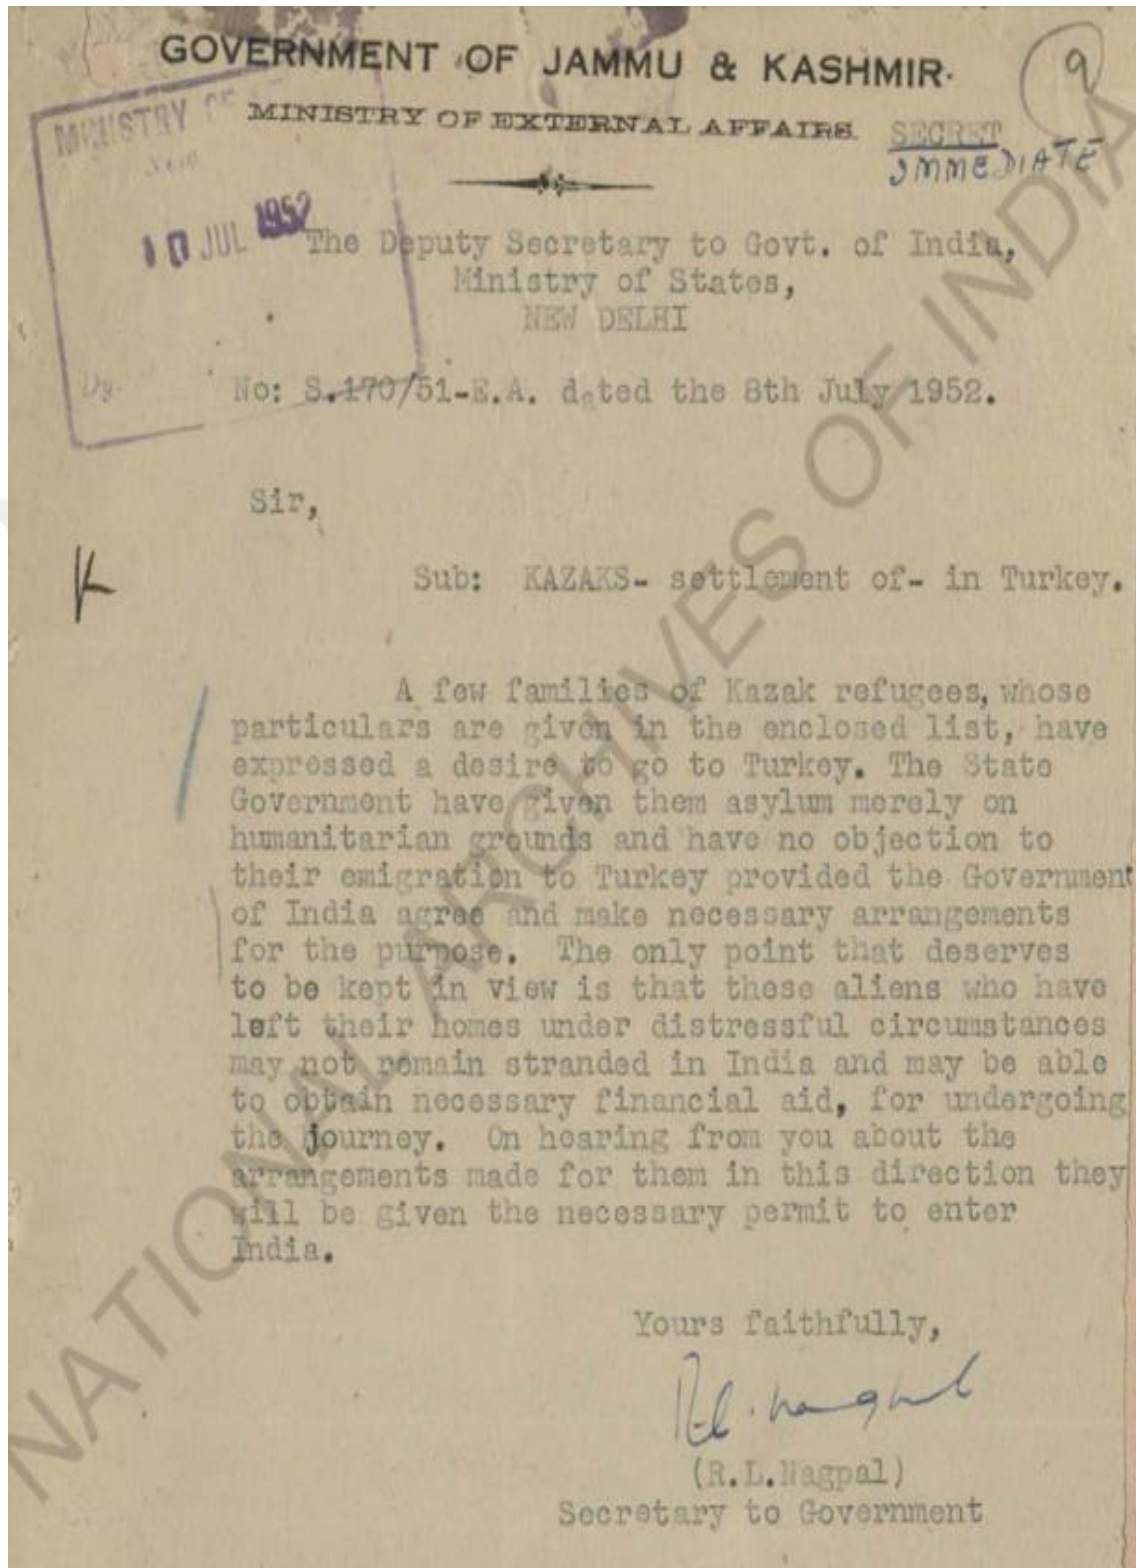 GOVERNMENT OF JAMMU & KASHMIR.
9
MINISTRY OF EXTERNAL AFFAIRS.
SECRET
IMMEDIATE
MINISTRY OF
10 JUL 1952
The Deputy Secretary to Govt. of India,
Ministry of States,
NEW DELHI
Dy.
No: S.170/51-E.A. dated the 8th July 1952.
Sir,
K
Sub: KAZAKS- settlement of- in Turkey.
A few families of Kazak refugees, whose
particulars are given in the enclosed list, have
expressed a desire to go to Turkey. The State
Government have given them asylum merely on
humanitarian grounds and have no objection to
their emigration to Turkey provided the Government
of India agree and make necessary arrangements
for the purpose. The only point that deserves
to be kept in view is that these aliens who have
left their homes under distressful circumstances
may not remain stranded in India and may be able
to obtain necessary financial aid, for undergoing
the journey. On hearing from you about the
arrangements made for them in this direction they
will be given the necessary permit to enter
India.
Yours faithfully,
(R.L.Nagpal)
Secretary to Government
NATIONAL ARCHIVES OF INDIA